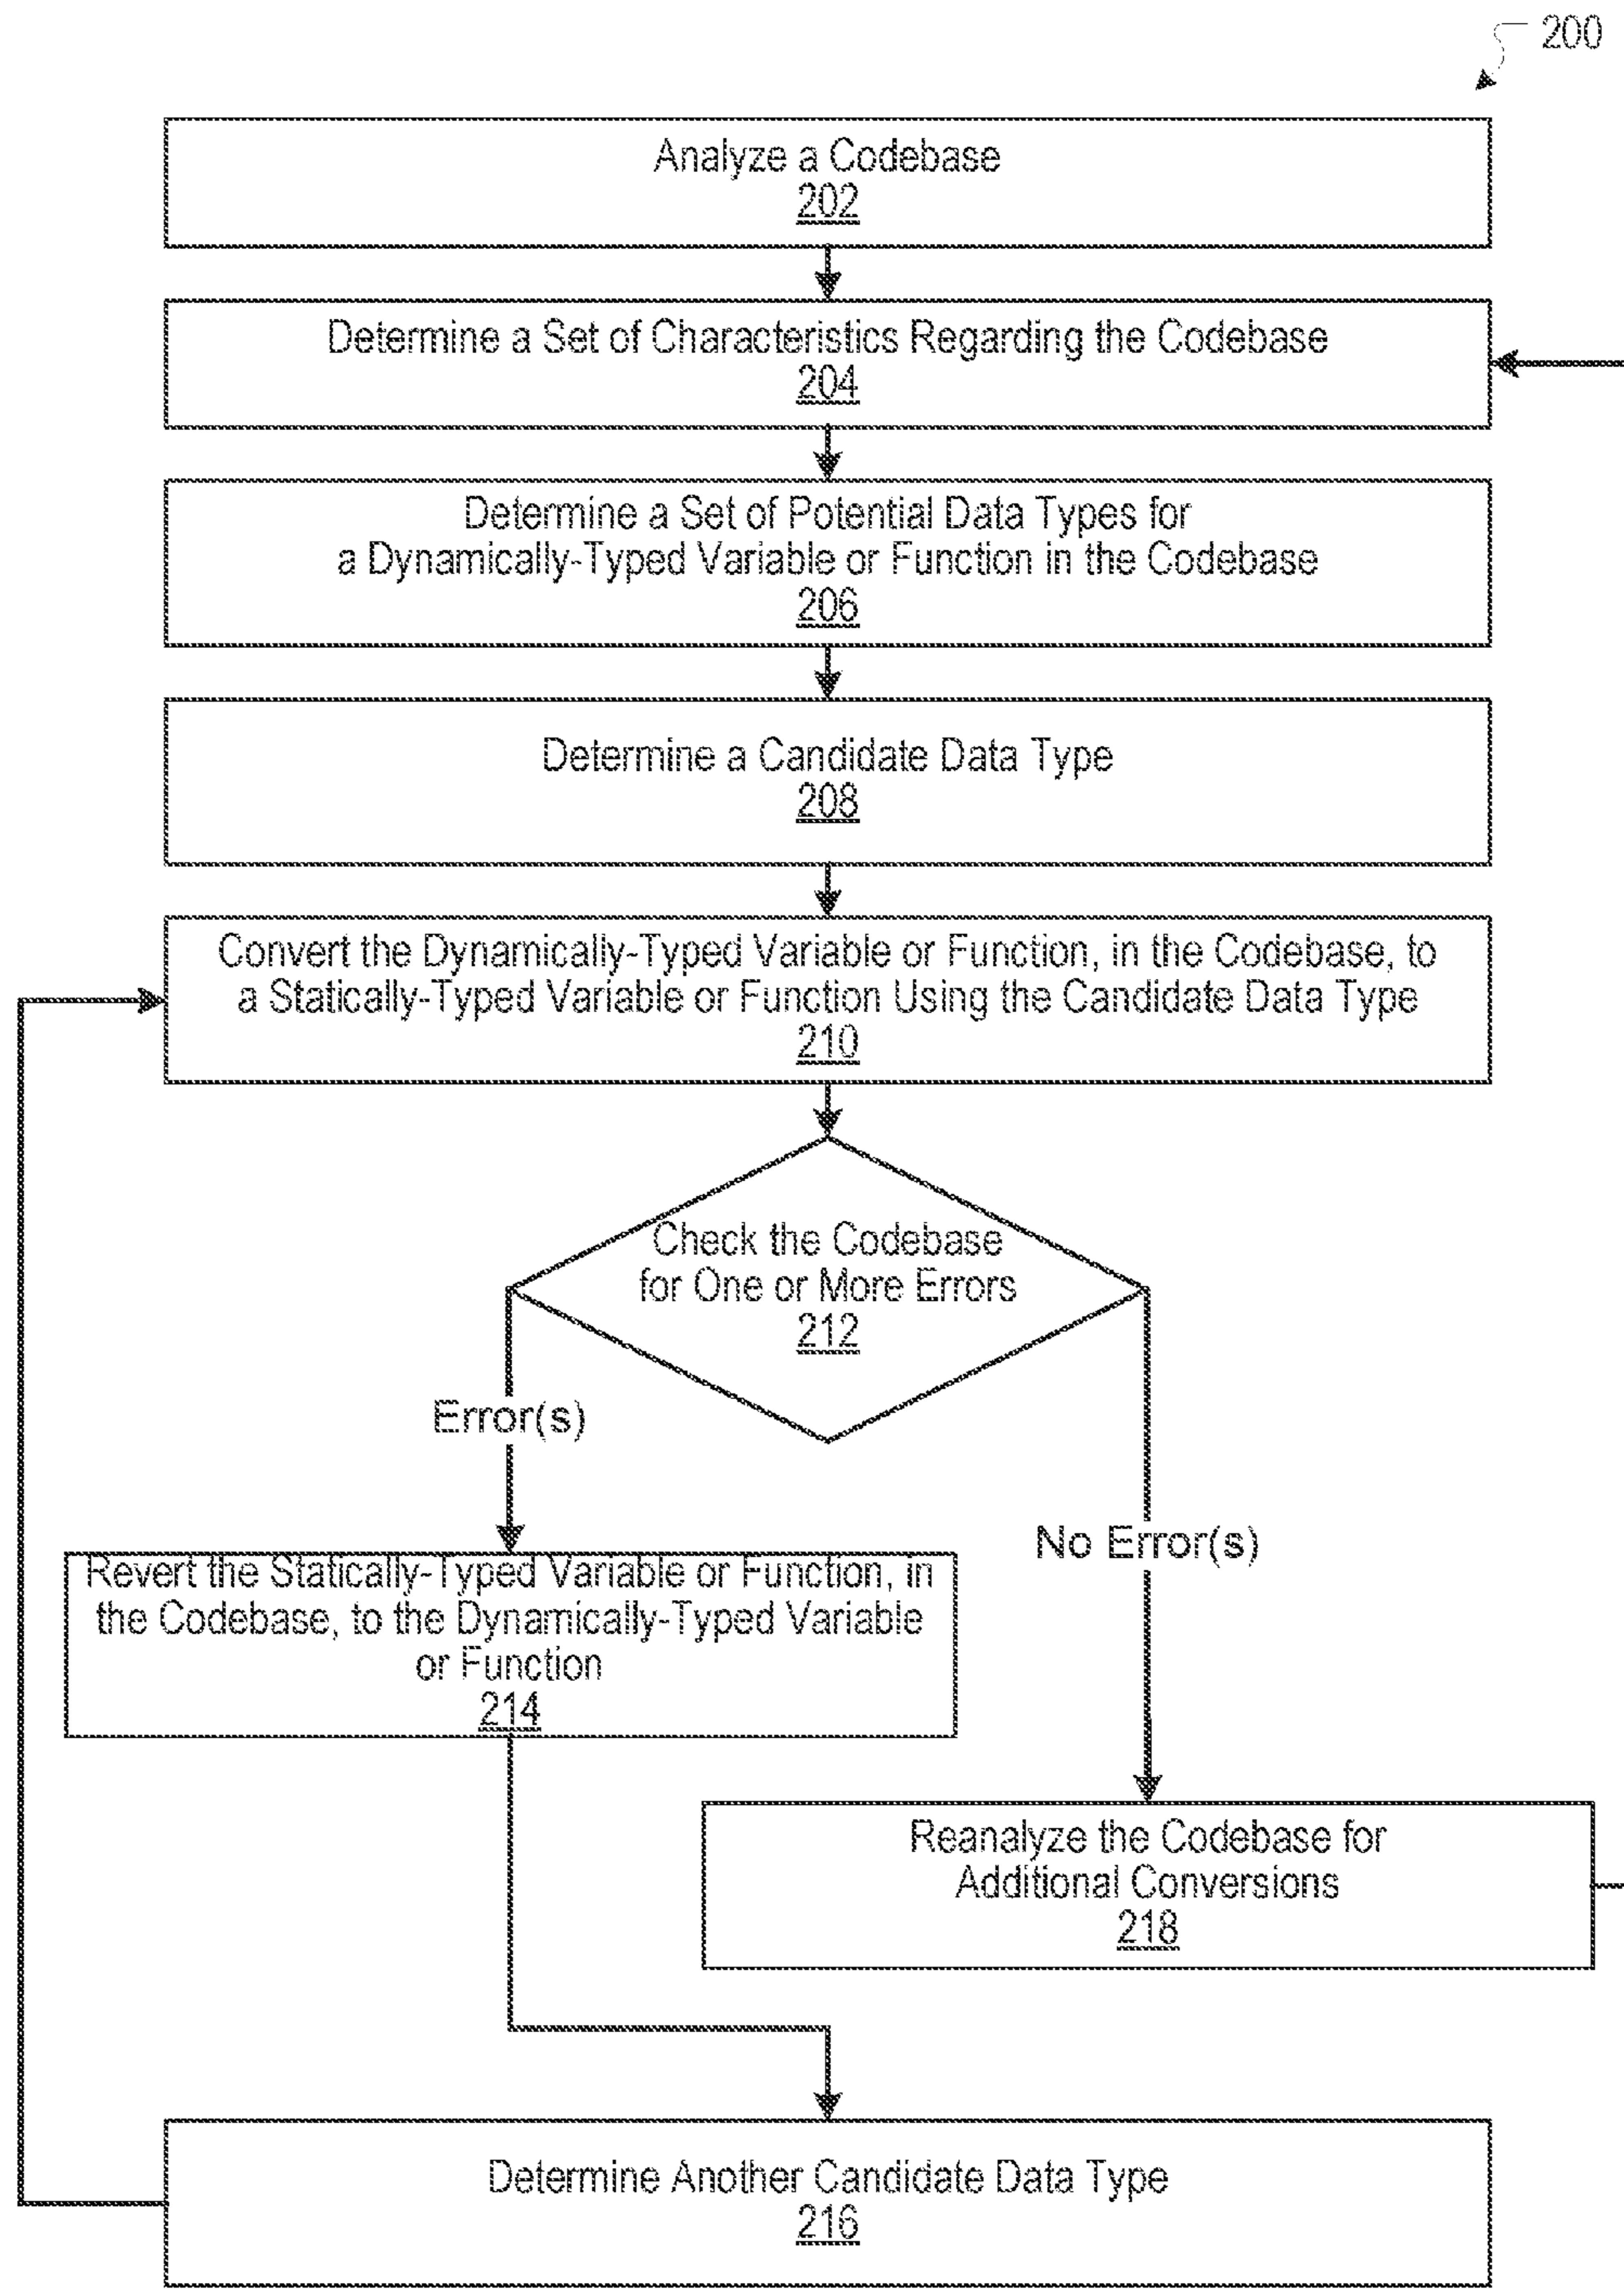 200
Analyze a Codebase
202
Determine a Set of Characteristics Regarding the Codebase
204
Determine a Set of Potential Data Types for
a Dynamically-Typed Variable or Function in the Codebase
206
Determine a Candidate Data Type
208
Convert the Dynamically-Typed Variable or Function, in the Codebase, to
a Statically-Typed Variable or Function Using the Candidate Data Type
210
Check the Codebase
for One or More Errors
212
Error(s)
No Error(s)
Revert the Statically-Typed Variable or Function, in
the Codebase, to the Dynamically-Typed Variable
or Function
214
Reanalyze the Codebase for
Additional Conversions
218
Determine Another Candidate Data Type
216